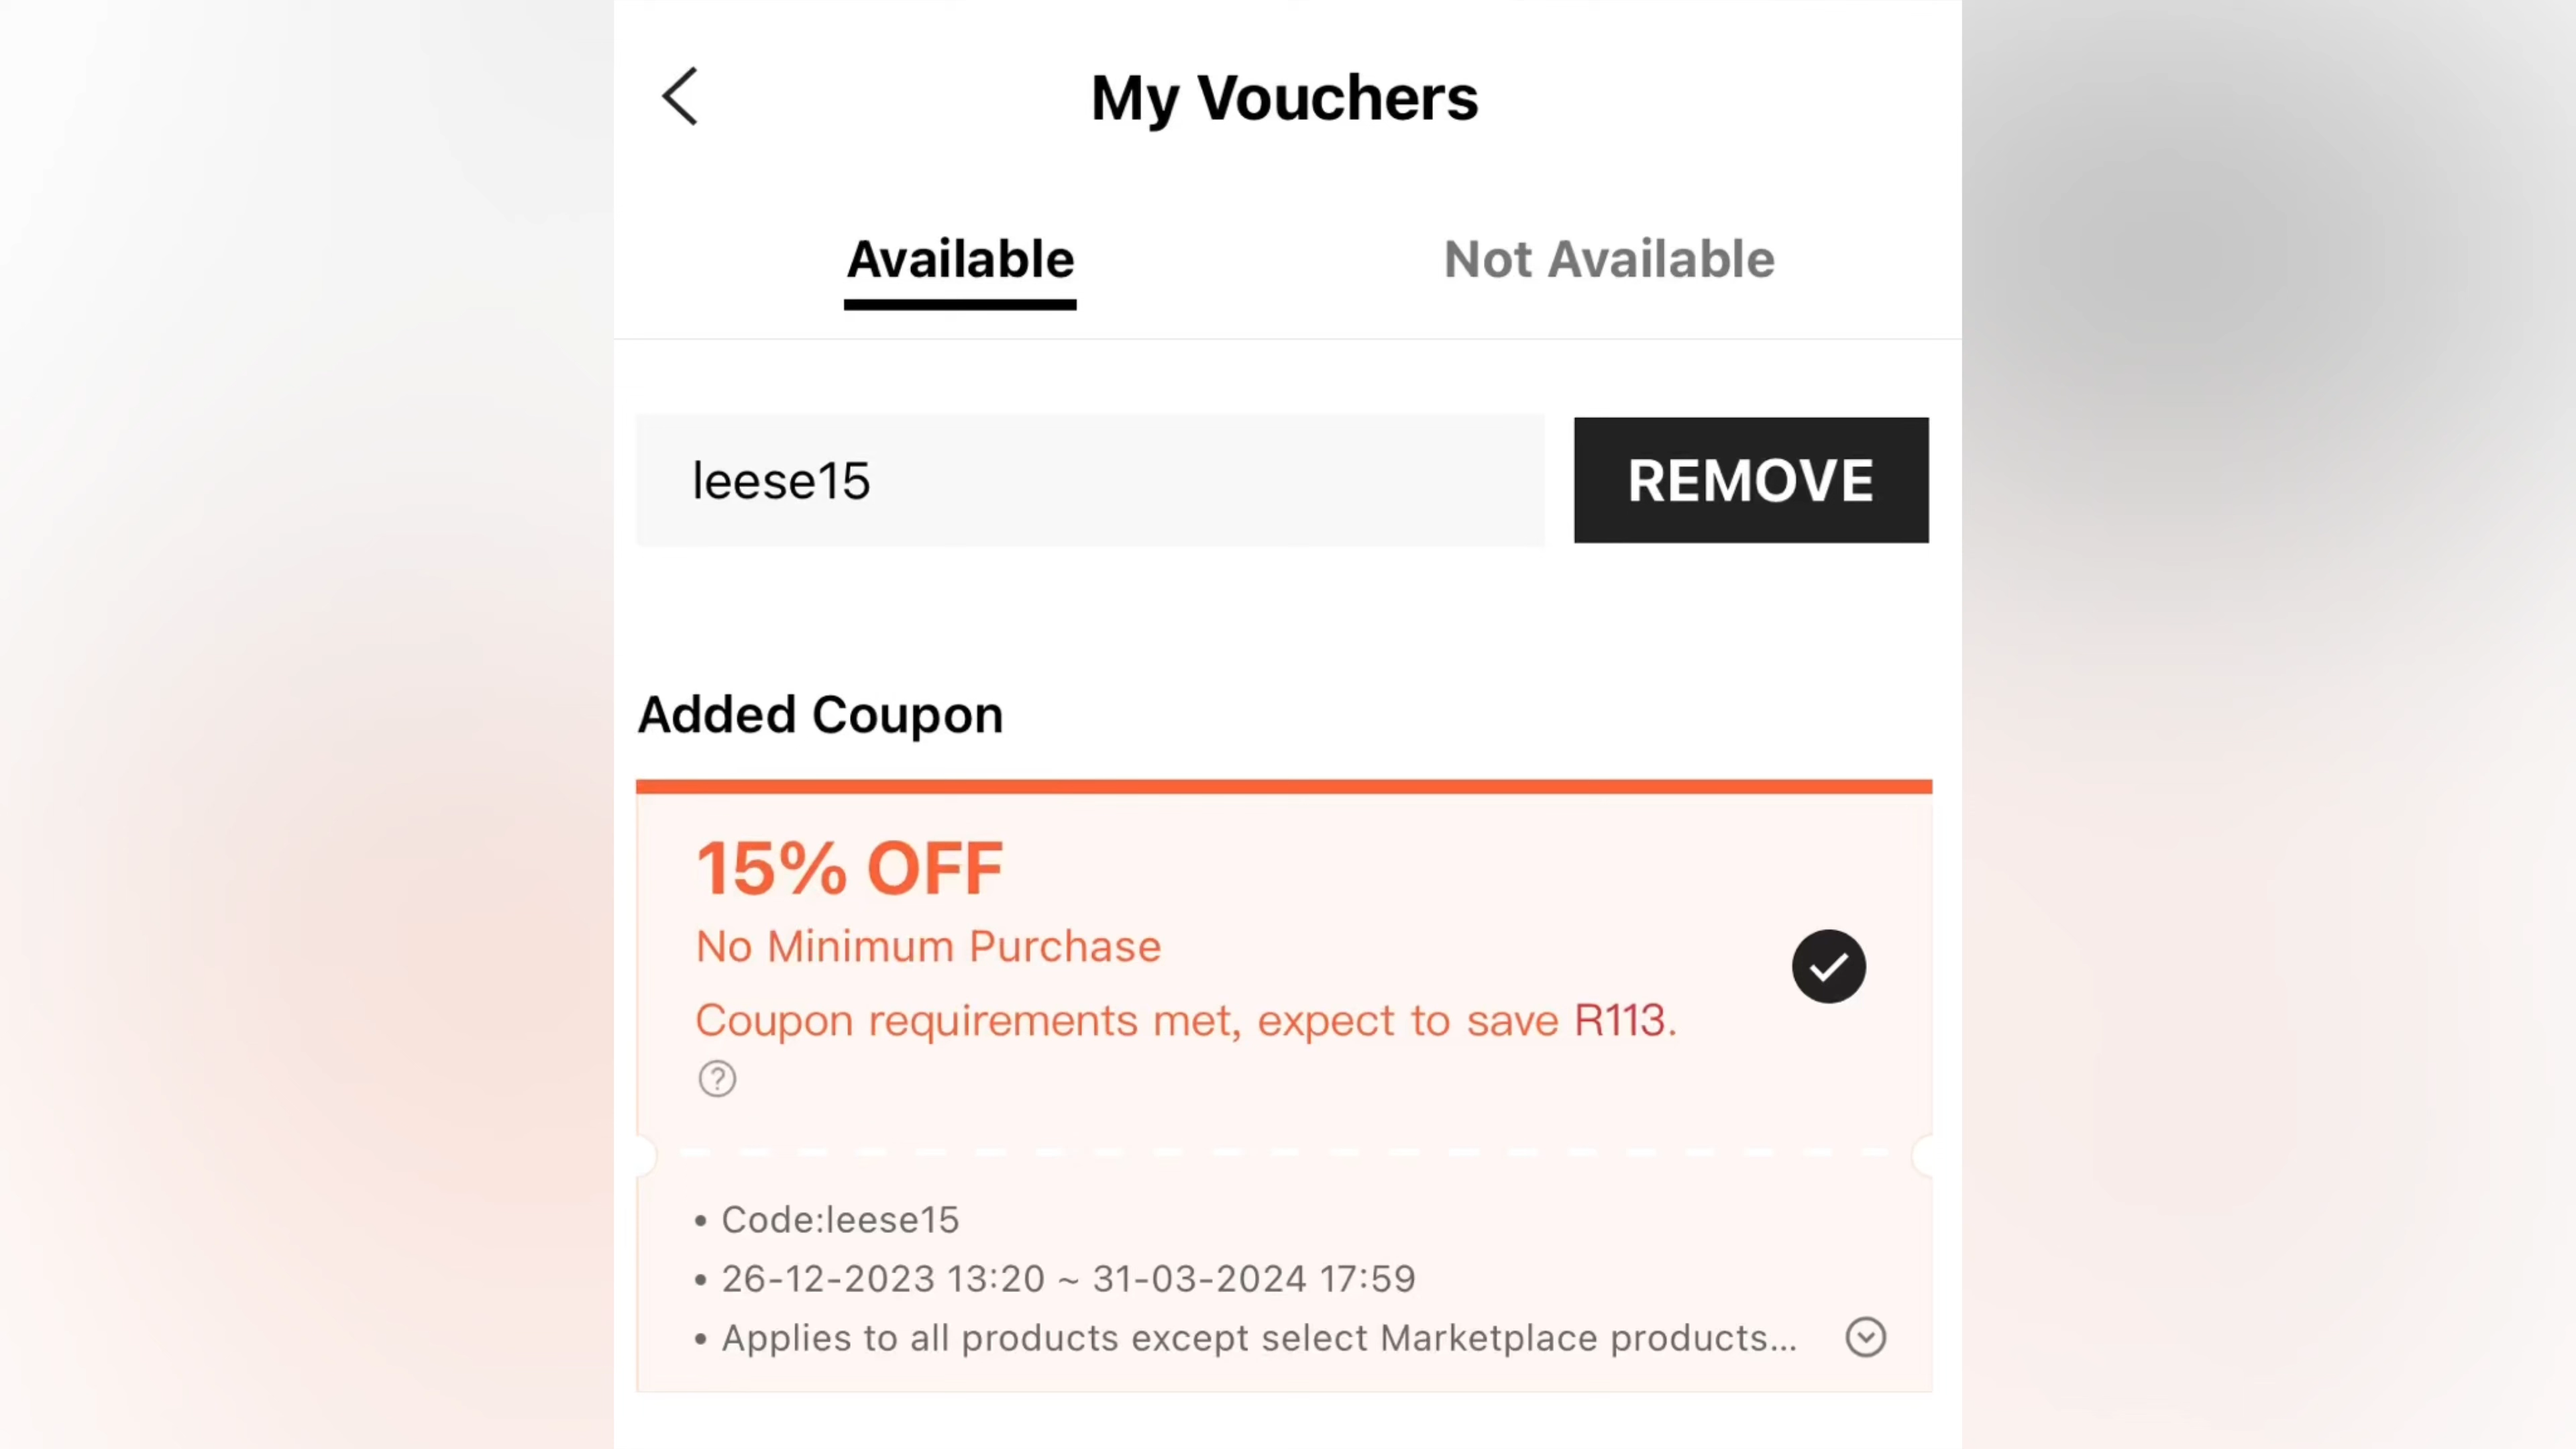 My Vouchers
Available
Not Available
leese15
REMOVE
Added Coupon
15% OFF
No Minimum Purchase
Coupon requirements met, expect to save R113.
?
• Code:leese15
• 26-12-2023 13:20 ~ 31-03-2024 17:59
• Applies to all products except select Marketplace products...